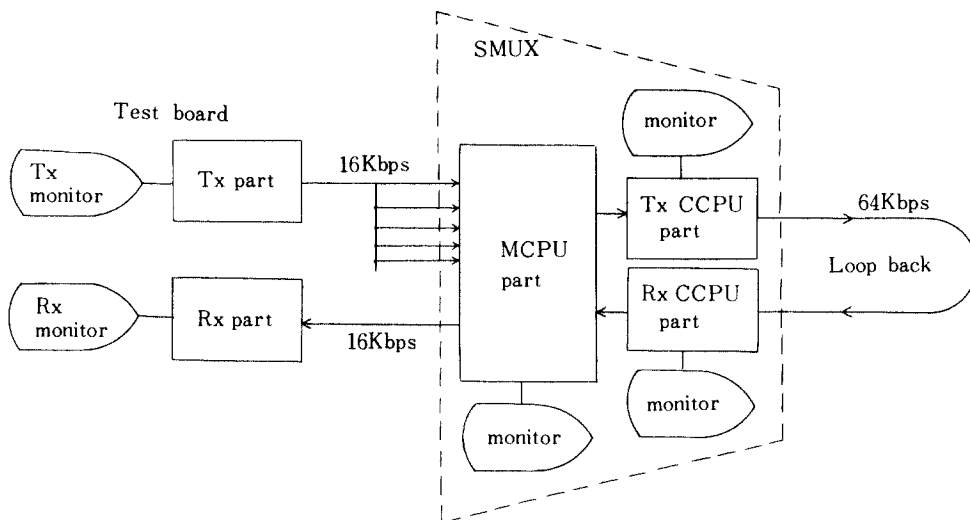 SMUX
Test board
monitor
Tx
monitor
Tx part
16Kbps
MCPU
part
Tx CCPU
part
64Kbps
Loop back
Rx
monitor
Rx part
16Kbps
Rx CCPU
part
monitor
monitor